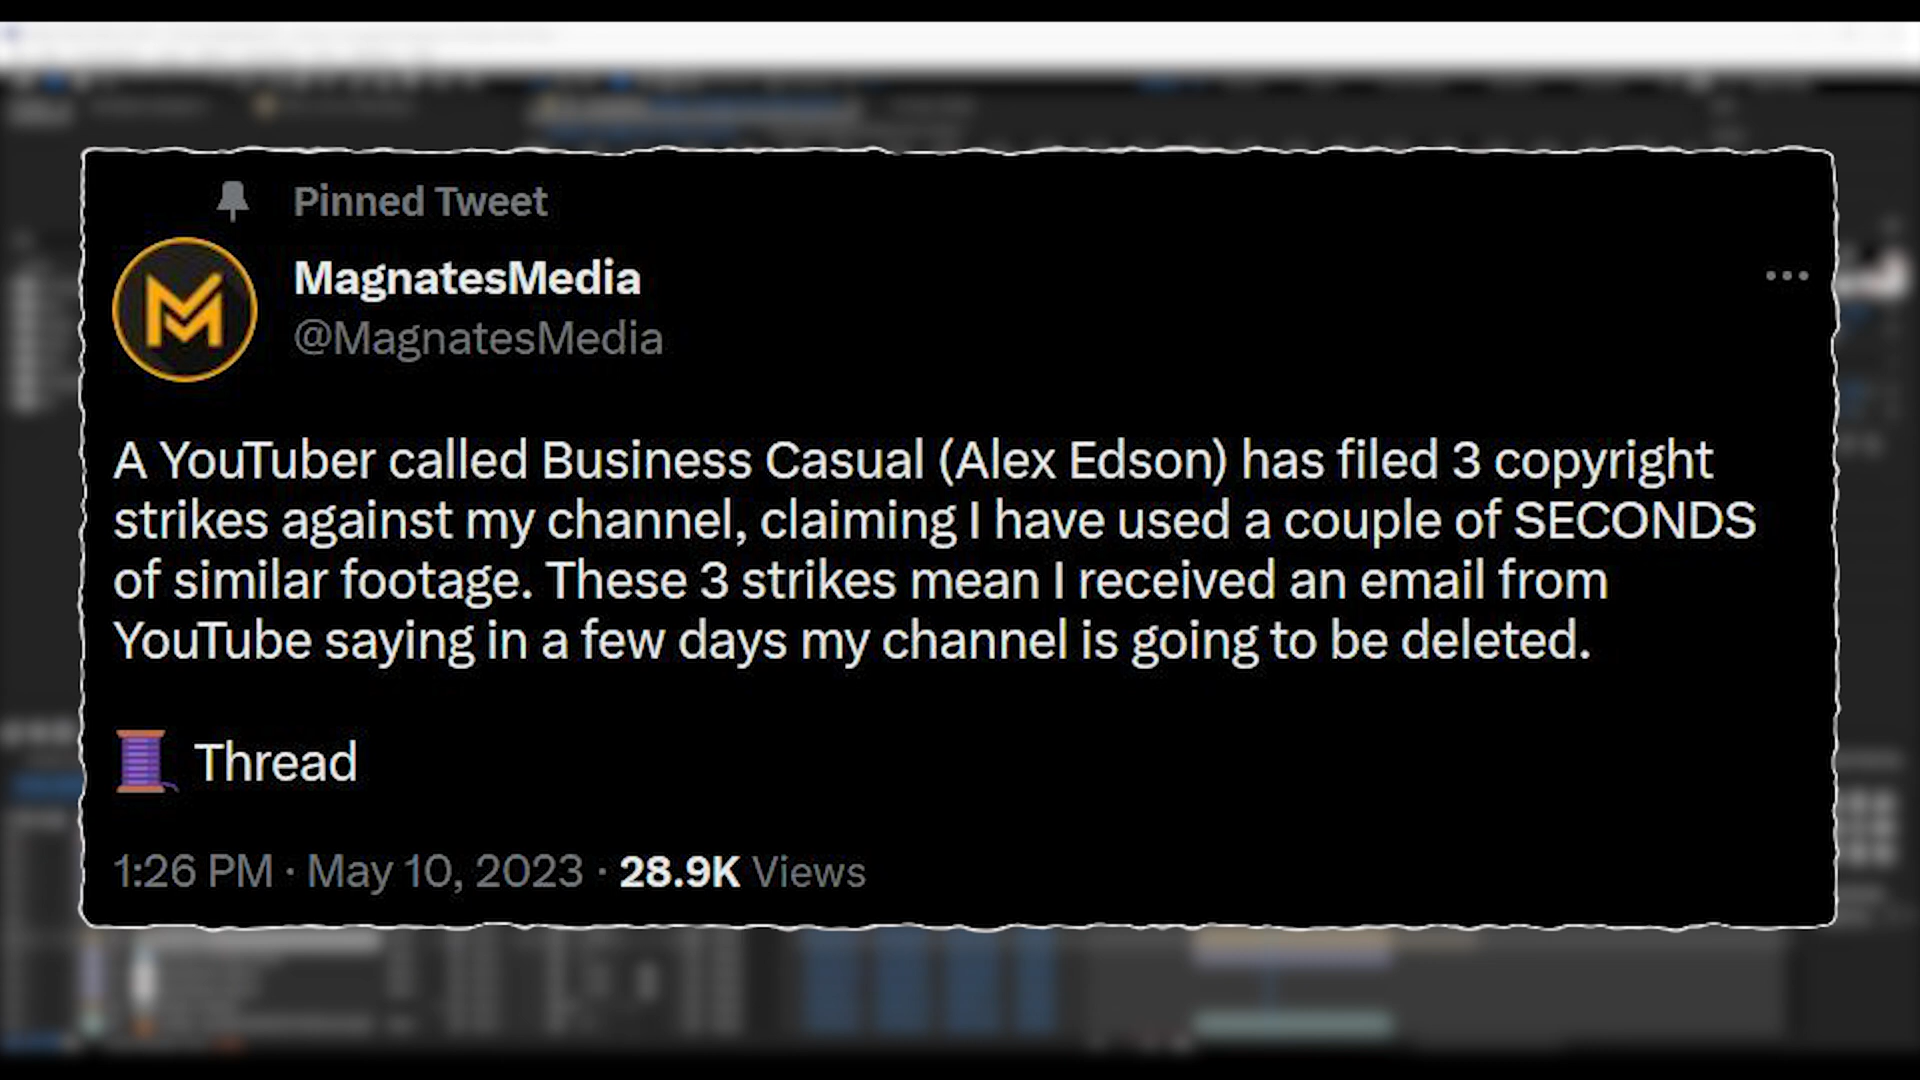 Pinned Tweet
MagnatesMedia
@MagnatesMedia
A YouTuber called Business Casual (Alex Edson) has filed 3 copyright
strikes against my channel, claiming I have used a couple of SECONDS
of similar footage. These 3 strikes mean I received an email from
YouTube saying in a few days my channel is going to be deleted.
🧵 Thread
1:26 PM · May 10, 2023 · 28.9K Views